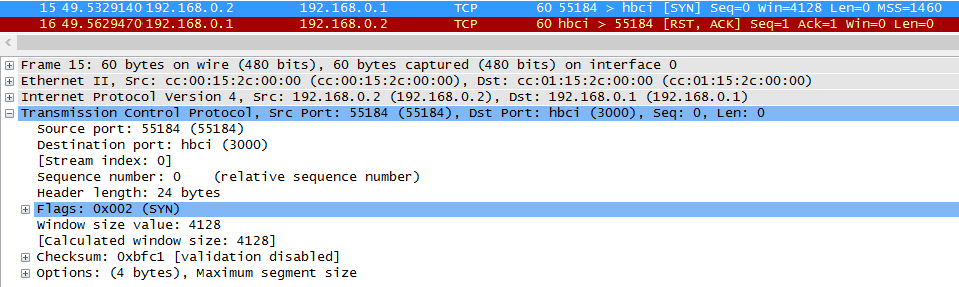 15 49.5329140 192.168.0.2 192.168.0.1 TCP 60 55184 > hbci [SYN] Seq=0 Win=4128 Len=0 MSS=1460
16 49.5629470 192.168.0.1 192.168.0.2 TCP 60 hbci > 55184 [RST, ACK] Seq=1 Ack=1 Win=0 Len=0
Frame 15: 60 bytes on wire (480 bits), 60 bytes captured (480 bits) on interface 0
Ethernet II, Src: cc:00:15:2c:00:00 (cc:00:15:2c:00:00), Dst: cc:01:15:2c:00:00 (cc:01:15:2c:00:00)
Internet Protocol Version 4, Src: 192.168.0.2 (192.168.0.2), Dst: 192.168.0.1 (192.168.0.1)
Transmission Control Protocol, Src Port: 55184 (55184), Dst Port: hbci (3000), Seq: 0, Len: 0
Source port: 55184 (55184)
Destination port: hbci (3000)
[Stream index: 0]
Sequence number: 0 (relative sequence number)
Header length: 24 bytes
Flags: 0x002 (SYN)
Window size value: 4128
[Calculated window size: 4128]
Checksum: 0xbfc1 [validation disabled]
Options: (4 bytes), Maximum segment size